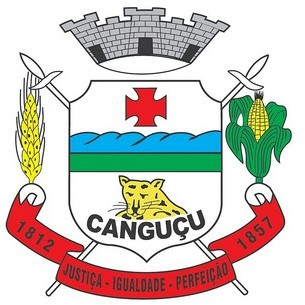 CANGUÇU
1812
JUSTIÇA - IGUALDADE - PERFEIÇÃO
1857